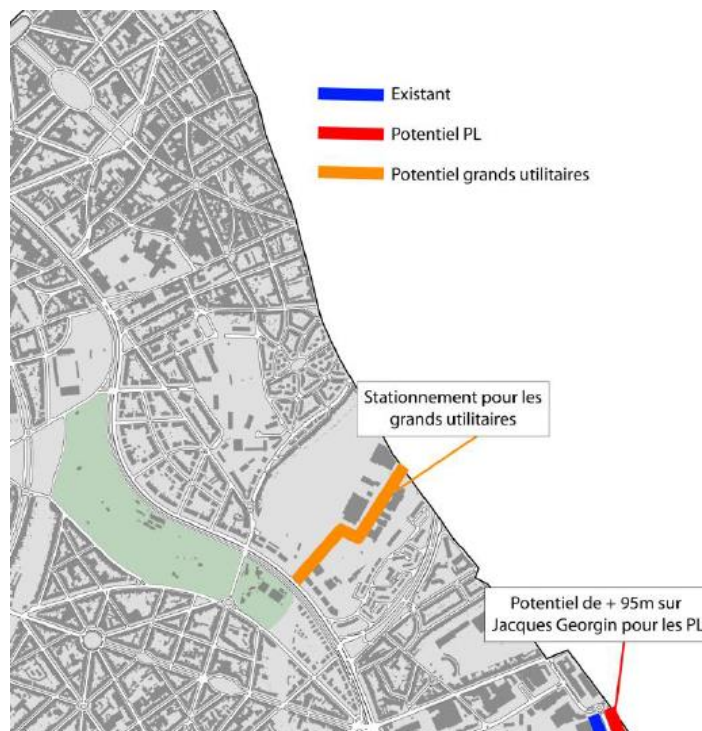 Existant
Potentiel PL
Potentiel grands utilitaires
Stationnement pour les
grands utilitaires
Potentiel de + 95m sur
Jacques Georgin pour les PL